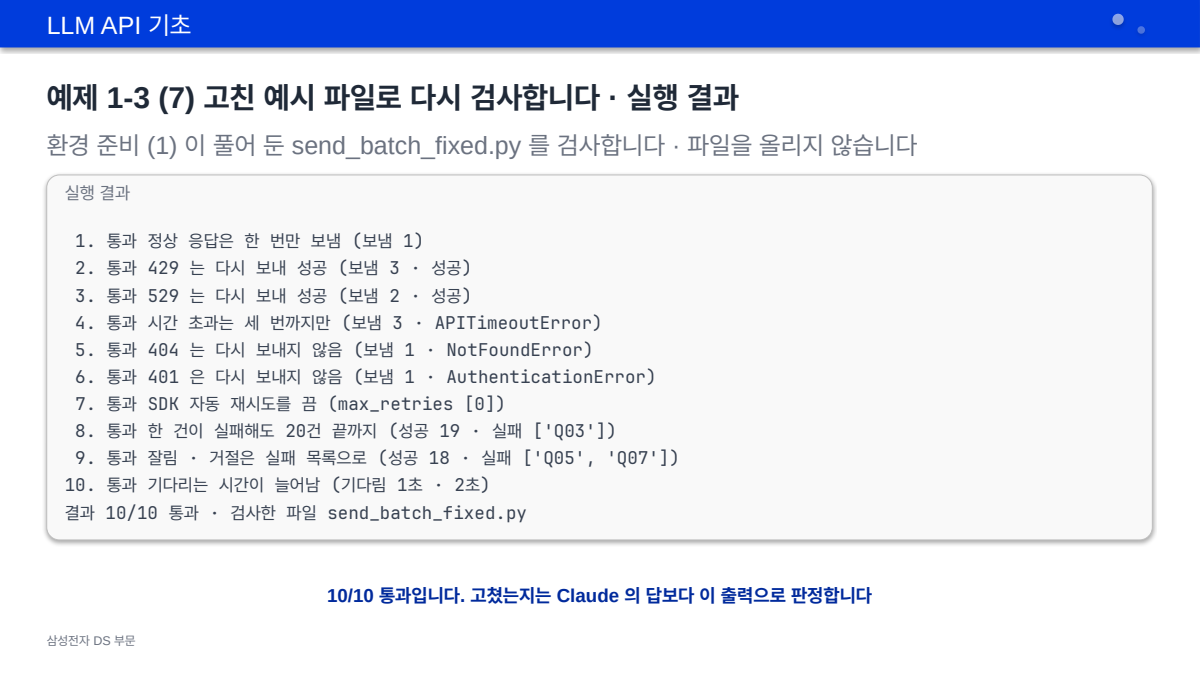 LLM API 기초
예제 1-3 (7) 고친 예시 파일로 다시 검사합니다 · 실행 결과
환경 준비 (1) 이 풀어 둔 send_batch_fixed.py 를 검사합니다 · 파일을 올리지 않습니다
실행 결과
1. 통과 정상 응답은 한 번만 보냄 (보냄 1)
2. 통과 429 는 다시 보내 성공 (보냄 3 · 성공)
3. 통과 529 는 다시 보내 성공 (보냄 2 · 성공)
4. 통과 시간 초과는 세 번까지만 (보냄 3 · APITimeoutError)
5. 통과 404 는 다시 보내지 않음 (보냄 1 · NotFoundError)
6. 통과 401 은 다시 보내지 않음 (보냄 1 · AuthenticationError)
7. 통과 SDK 자동 재시도를 끔 (max_retries [0])
8. 통과 한 건이 실패해도 20건 끝까지 (성공 19 · 실패 ['Q03'])
9. 통과 잘림 · 거절은 실패 목록으로 (성공 18 · 실패 ['Q05', 'Q07'])
10. 통과 기다리는 시간이 늘어남 (기다림 1초 · 2초)
결과 10/10 통과 · 검사한 파일 send_batch_fixed.py
10/10 통과입니다. 고쳤는지는 Claude 의 답보다 이 출력으로 판정합니다
삼성전자 DS 부문